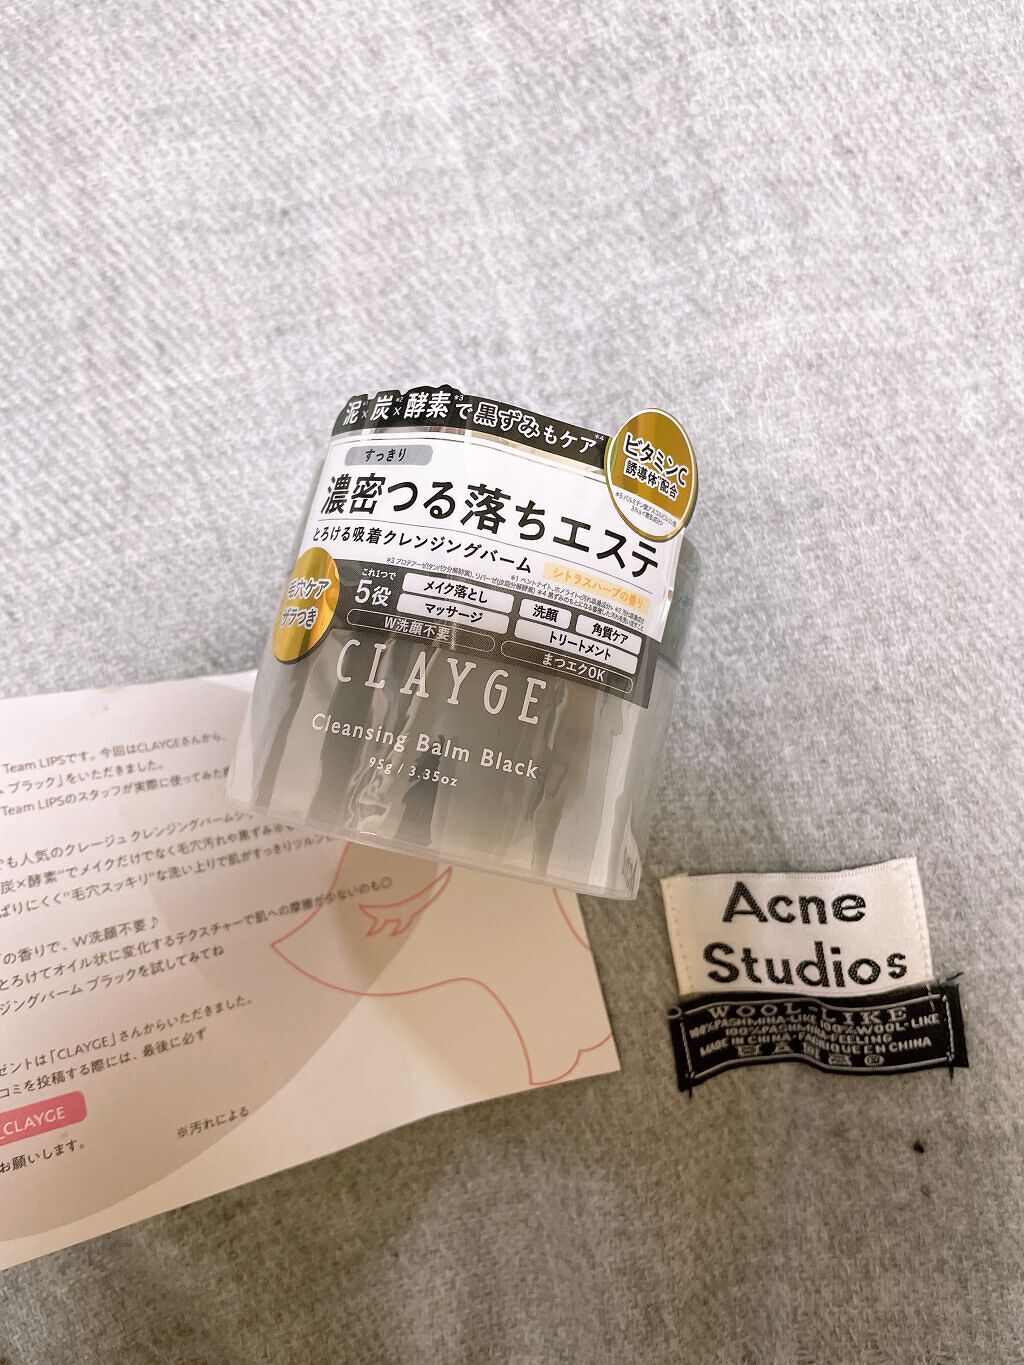 泥×炭×酵素で黒ずみもケア
ビタミンC
誘導体 配合
すっきり
濃密つる落ちエステ
とろける吸着クレンジングバーム
シトラスハーブの香り
毛穴ケア
ザラつき
これ1つで
5役
メイク落とし
洗顔
角質ケア
マッサージ
トリートメント
W洗顔不要
まつエクOK
CLAYGE
Cleansing Balm Black
95g / 3.35oz
Team LIPSです。今回はCLAYGEさんから、
ブラック」をいただきました。
Team LIPSのスタッフが実際に使ってみた
でも人気のクレージュ クレンジングバームシ
炭×酵素"でメイクだけでなく毛穴汚れや黒ずみ※も
ぱりにくく"毛穴スッキリ"な洗い上りで肌がすっきりツルン
の香りで、W洗顔不要♪
とろけてオイル状に変化するテクスチャーで肌への摩擦が少ないのも◎
ジングバーム ブラックを試してみてね
ゼントは「CLAYGE」さんからいただきました。
コミを投稿する際には、最後に必ず
_CLAYGE
お願いします。
※汚れによる
Acne
Studios
WOOL-LIKE
100%PASHMINA-LIKE 100%WOOL-LIKE
MADE IN CHINA